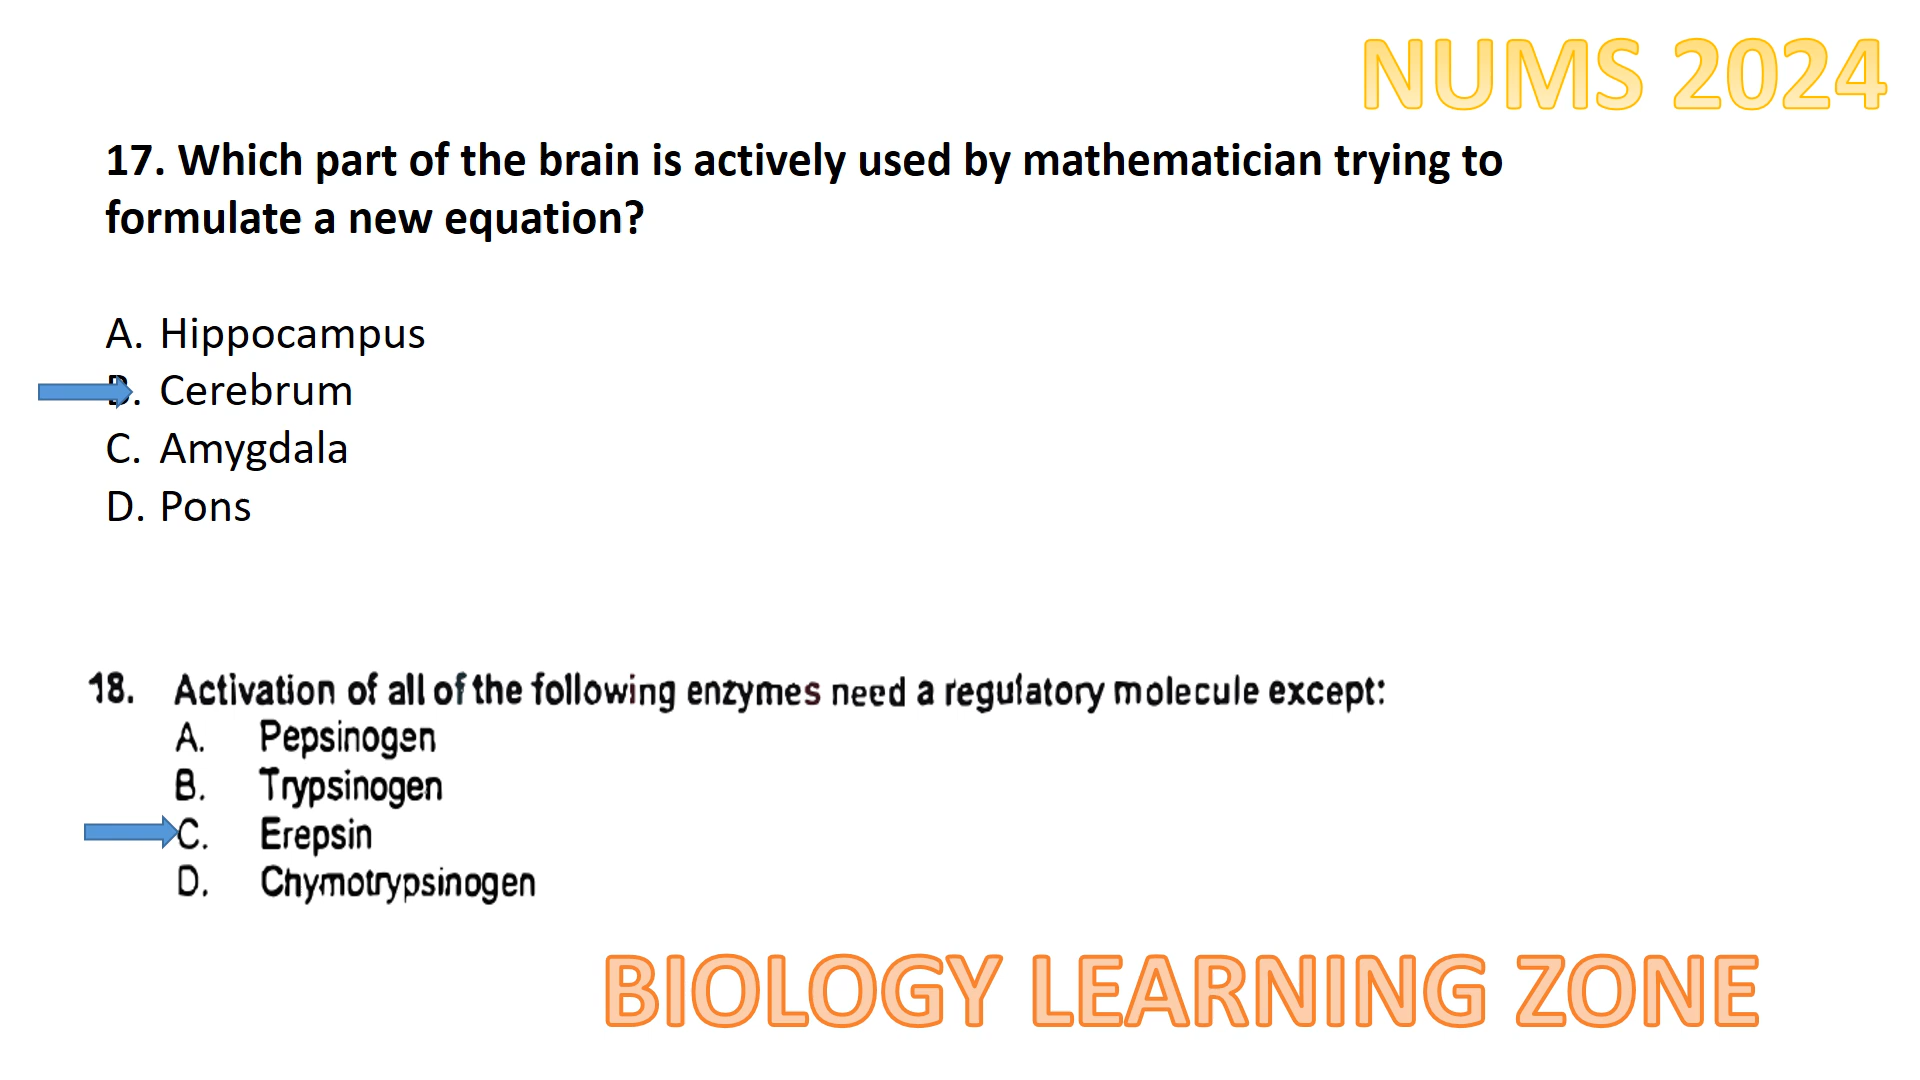 NUMS 2024
17. Which part of the brain is actively used by mathematician trying to
formulate a new equation?
A. Hippocampus
B. Cerebrum
C. Amygdala
D. Pons
18. Activation of all of the following enzymes need a regulatory molecule except:
A. Pepsinogen
B. Trypsinogen
C. Erepsin
D. Chymotrypsinogen
BIOLOGY LEARNING ZONE